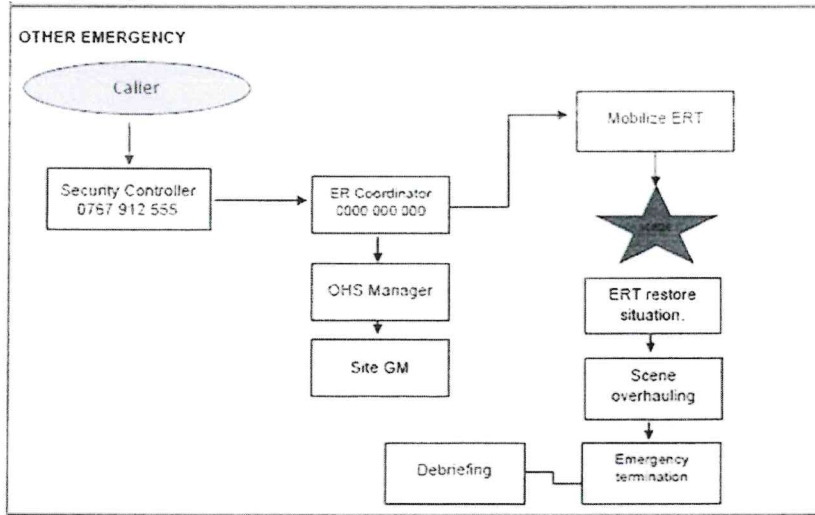 OTHER EMERGENCY
Caller
Mobilize ERT
Security Controller
0767 912 555
ER Coordinator
0000 000 000
OHS Manager
ERT restore
situation.
Site GM
Scene
overhauling
Debriefing
Emergency
termination